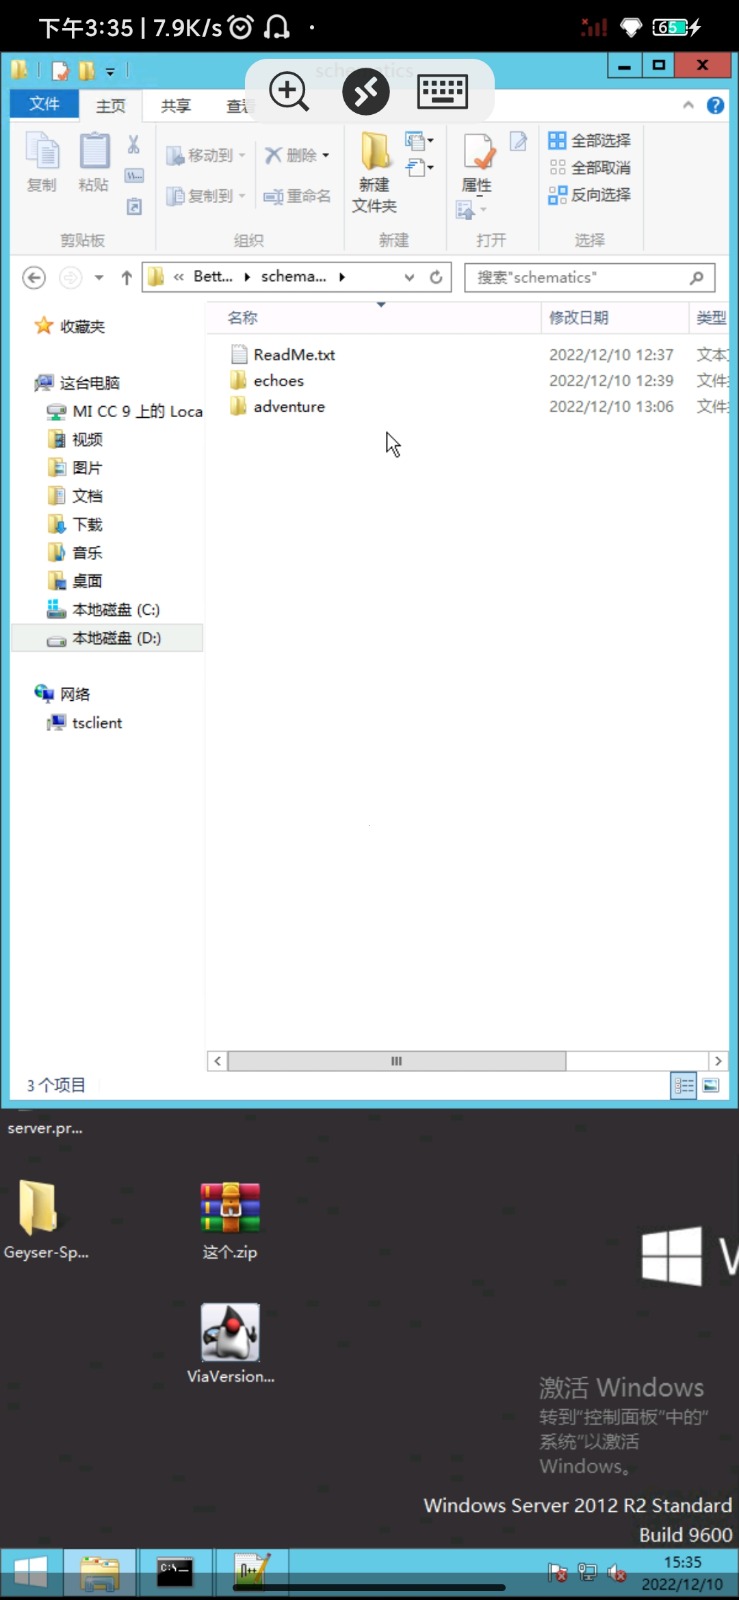 下午3:35 | 7.9K/s
65
schematics
文件 主页 共享 查看
复制 粘贴 移动到 复制到 删除 重命名 新建文件夹 属性 全部选择 全部取消 反向选择
剪贴板 组织 新建 打开 选择
« Bett... ▸ schema... ▸
搜索"schematics"
名称 修改日期 类型
ReadMe.txt 2022/12/10 12:37
echoes 2022/12/10 12:39
adventure 2022/12/10 13:06
收藏夹
这台电脑
MI CC 9 上的 Loca
视频
图片
文档
下载
音乐
桌面
本地磁盘 (C:)
本地磁盘 (D:)
网络
tsclient
3 个项目
server.pr...
Geyser-Sp...
这个.zip
ViaVersion...
激活 Windows
转到"控制面板"中的"
系统"以激活
Windows。
Windows Server 2012 R2 Standard
Build 9600
15:35
2022/12/10